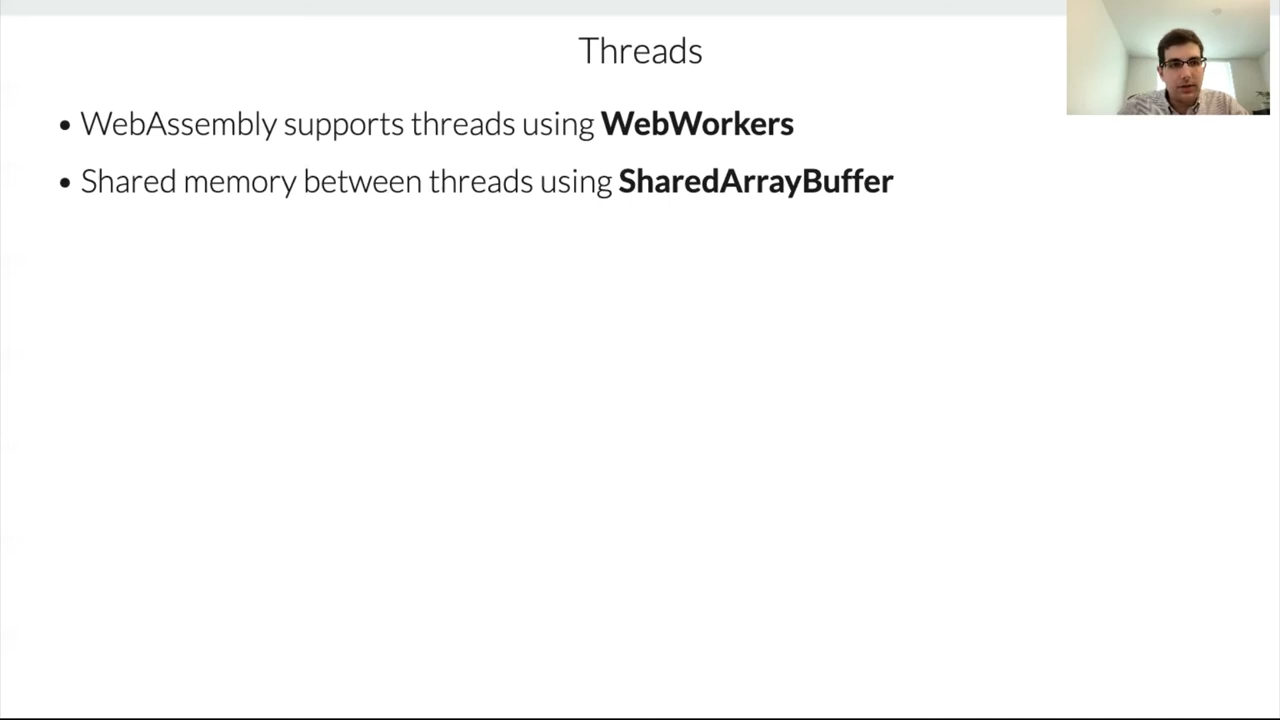 Threads
• WebAssembly supports threads using WebWorkers
• Shared memory between threads using SharedArrayBuffer